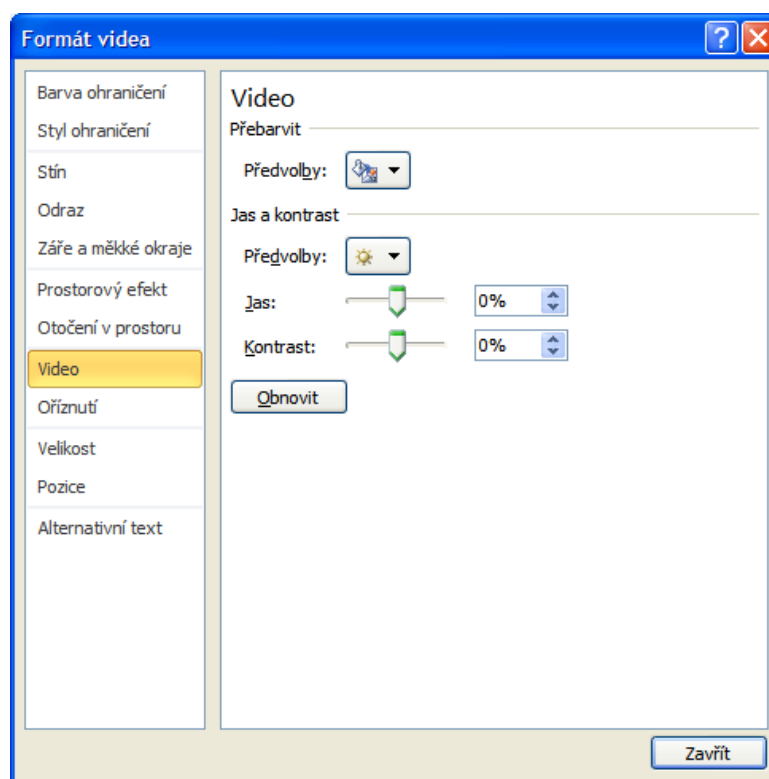 Formát videa
Barva ohraničení
Styl ohraničení
Stín
Odraz
Záře a měkké okraje
Prostorový efekt
Otočení v prostoru
Video
Oříznutí
Velikost
Pozice
Alternativní text
Video
Přebarvit
Předvolby:
Jas a kontrast
Předvolby:
Jas: 0%
Kontrast: 0%
Obnovit
Zavřít